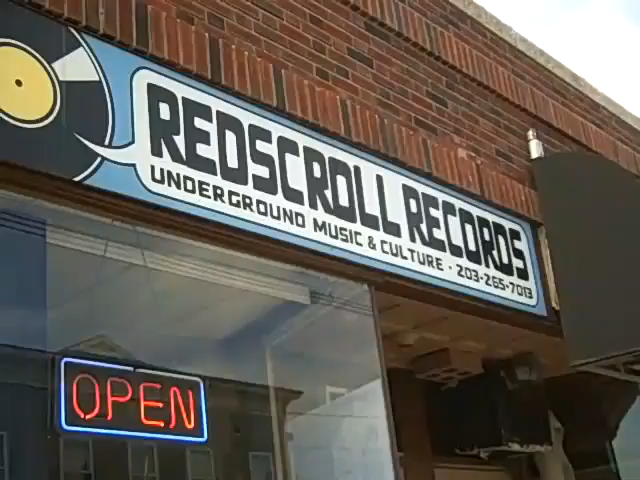 REDSCROLL RECORDS
UNDERGROUND MUSIC & CULTURE · 203-265-7013
OPEN